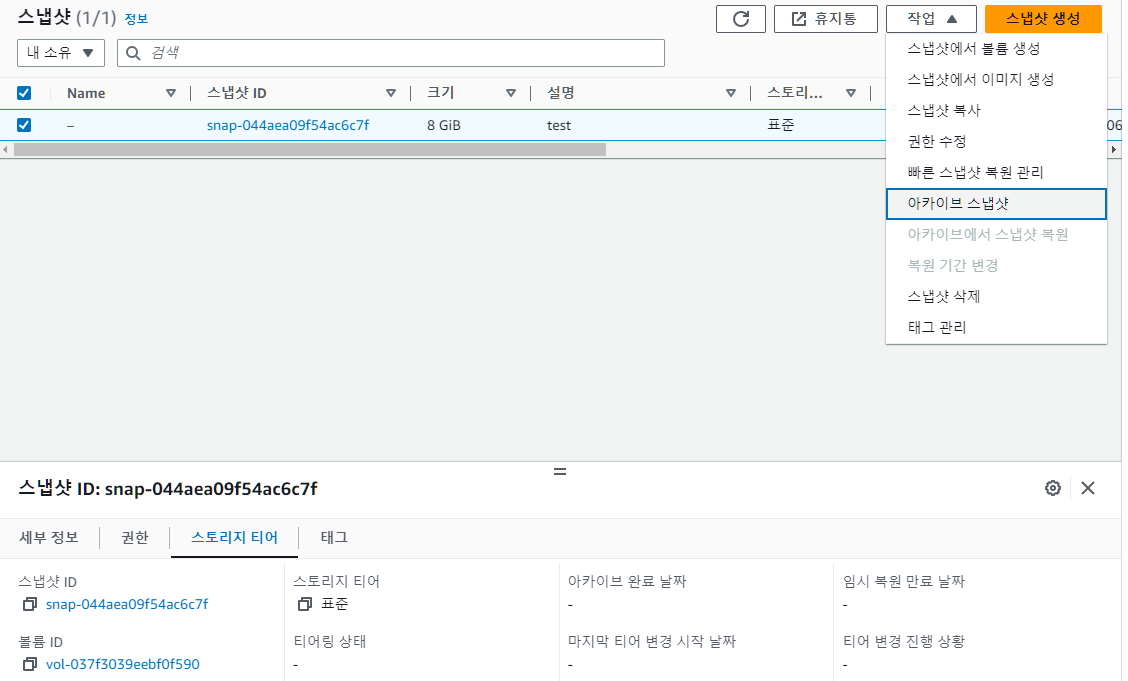 스냅샷 (1/1) 정보
휴지통
작업
스냅샷 생성
내 소유
검색
Name
스냅샷 ID
크기
설명
스토리...
–
snap-044aea09f54ac6c7f
8 GiB
test
표준
06
스냅샷에서 볼륨 생성
스냅샷에서 이미지 생성
스냅샷 복사
권한 수정
빠른 스냅샷 복원 관리
아카이브 스냅샷
아카이브에서 스냅샷 복원
복원 기간 변경
스냅샷 삭제
태그 관리
스냅샷 ID: snap-044aea09f54ac6c7f
세부 정보
권한
스토리지 티어
태그
스냅샷 ID
snap-044aea09f54ac6c7f
스토리지 티어
표준
아카이브 완료 날짜
-
임시 복원 만료 날짜
-
볼륨 ID
vol-037f3039eebf0f590
티어링 상태
-
마지막 티어 변경 시작 날짜
-
티어 변경 진행 상황
-